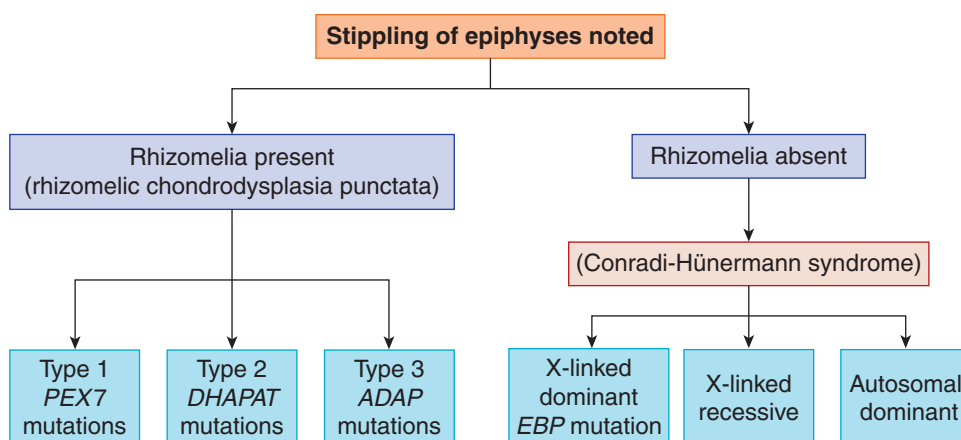 Stippling of epiphyses noted
Rhizomelia present
(rhizomelic chondrodysplasia punctata)
Rhizomelia absent
(Conradi-Hünermann syndrome)
Type 1
PEX7
mutations
Type 2
DHAPAT
mutations
Type 3
ADAP
mutations
X-linked
dominant
EBP mutation
X-linked
recessive
Autosomal
dominant